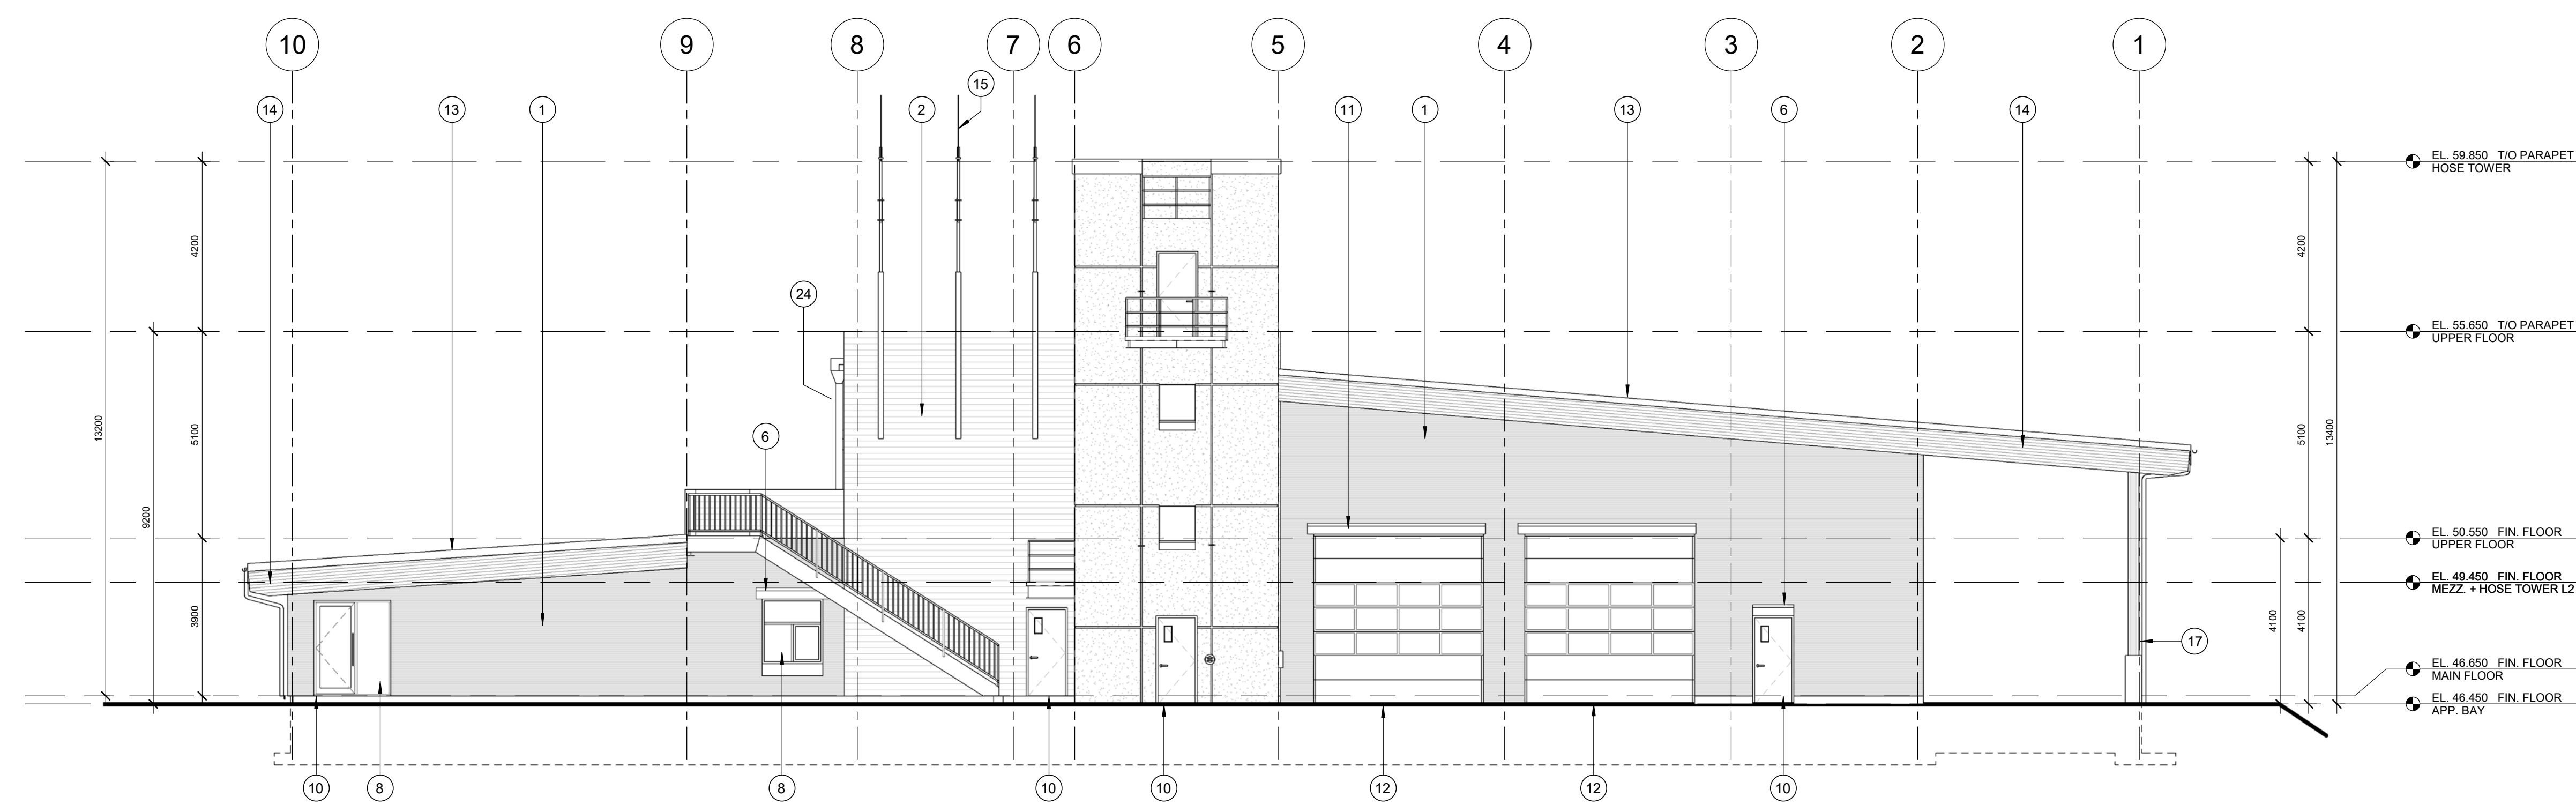 10 9 8 7 6 5 4 3 2 1
15
14 13 1 2 11 1 13 6 14
EL. 59.850 T/O PARAPET
HOSE TOWER
4200
4200
24
EL. 55.650 T/O PARAPET
UPPER FLOOR
13200
5100
5100
13400
6
9200
EL. 50.550 FIN. FLOOR
UPPER FLOOR
EL. 49.450 FIN. FLOOR
MEZZ. + HOSE TOWER L2
3900
4100
4100
17
EL. 46.650 FIN. FLOOR
MAIN FLOOR
EL. 46.450 FIN. FLOOR
APP. BAY
10 8 8 10 10 12 12 10